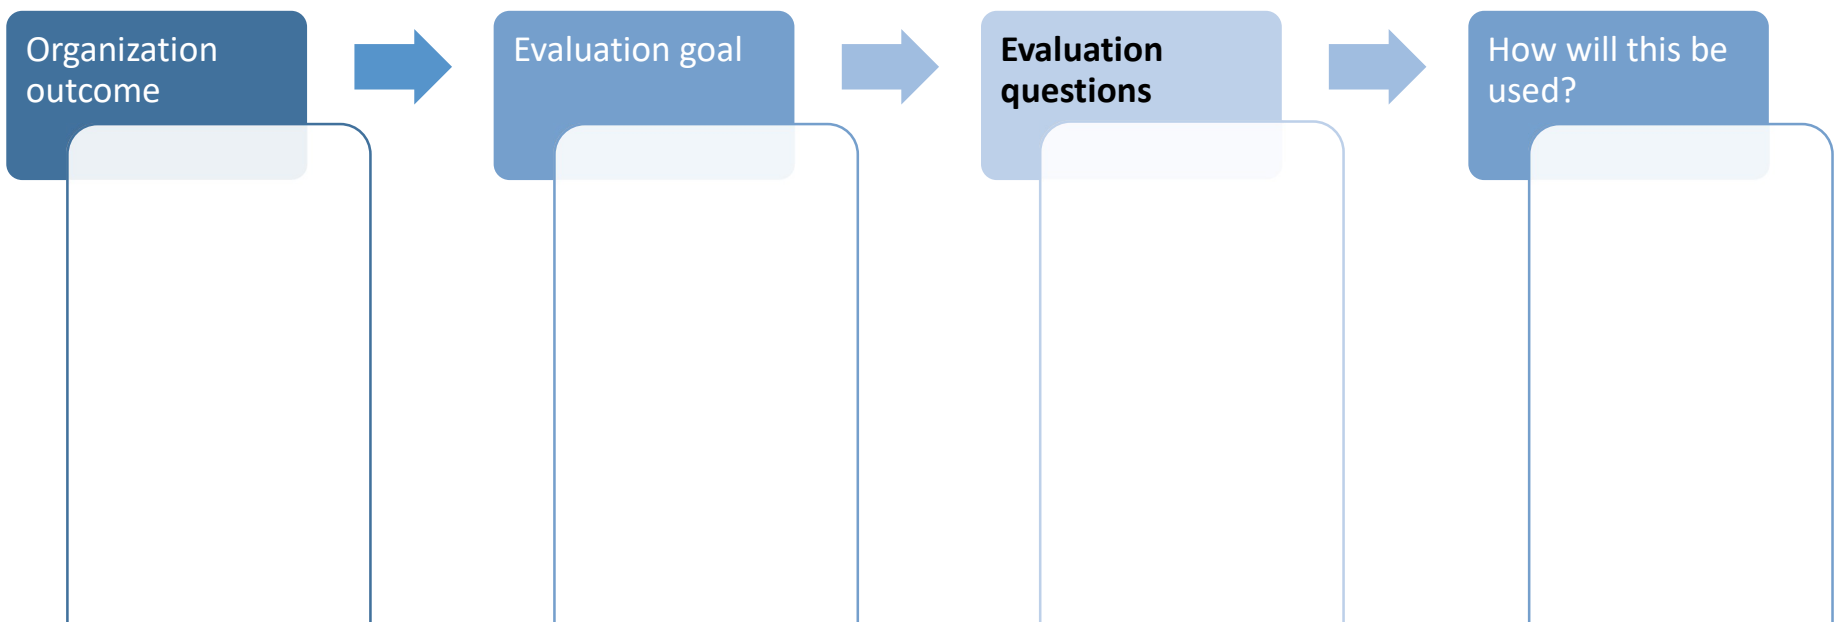 Organization
outcome
Evaluation goal
Evaluation
questions
How will this be
used?